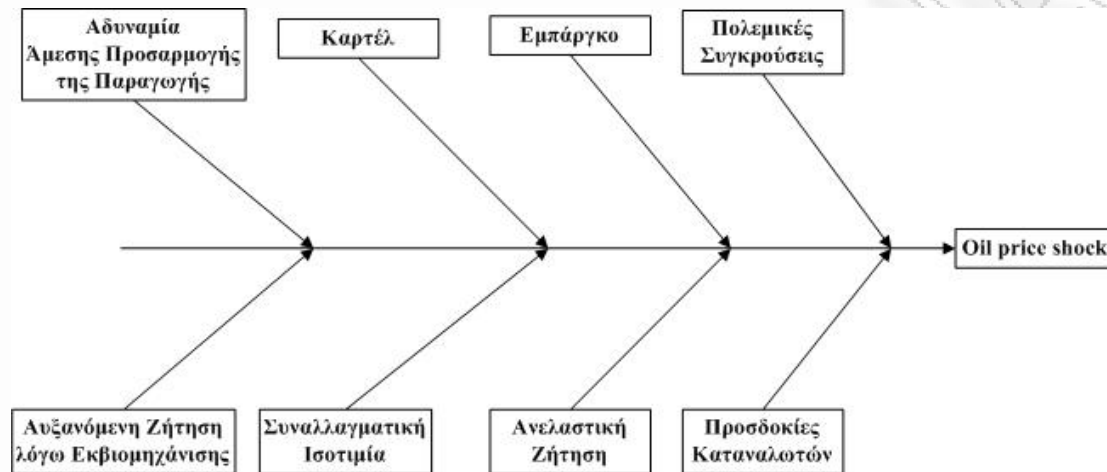 Αδυναμία
Άμεσης Προσαρμογής
της Παραγωγής
Καρτέλ
Εμπάργκο
Πολεμικές
Συγκρούσεις
Oil price shock
Αυξανόμενη Ζήτηση
λόγω Εκβιομηχάνισης
Συναλλαγματική
Ισοτιμία
Ανελαστική
Ζήτηση
Προσδοκίες
Καταναλωτών